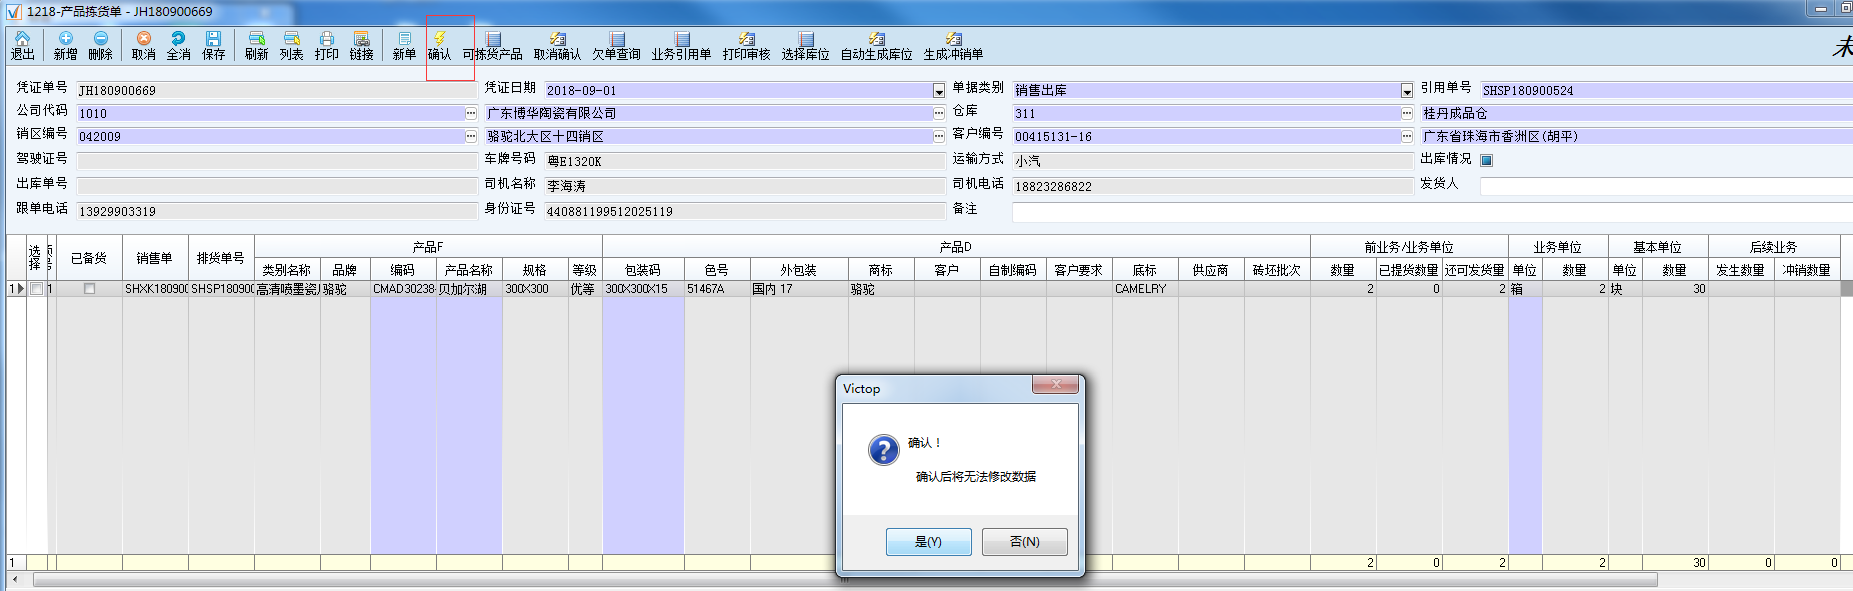 1218-产品拣货单 - JH180900669
退出 新增 删除 取消 全消 保存 刷新 列表 打印 链接 新单 确认 可拣货产品 取消确认 欠单查询 业务引用单 打印审核 选择库位 自动生成库位 生成冲销单
凭证单号 JH180900669 凭证日期 2018-09-01 单据类别 销售出库 引用单号 SHSP180900524
公司代码 1010 广东博华陶瓷有限公司 仓库 311 桂丹成品仓
销区编号 042009 骆驼北大区十四销区 客户编号 00415131-16 广东省珠海市香洲区(胡平)
驾驶证号 车牌号码 粤E1320K 运输方式 小汽 出库情况
出库单号 司机名称 李海涛 司机电话 18823286822 发货人
跟单电话 13929903319 身份证号 440881199512025119 备注
选择 已备货 销售单 排货单号 产品F 产品D 前业务/业务单位 业务单位 基本单位 后续业务
类别名称 品牌 编码 产品名称 规格 等级 包装码 色号 外包装 商标 客户 自制编码 客户要求 底标 供应商 砖坯批次 数量 已提货数量 还可发货量 单位 数量 单位 数量 发生数量 冲销数量
1 1 SHXK18090 SHSP18090 高清喷墨瓷 骆驼 CMAD30238 贝加尔湖 300X300 优等 300X300X15 51467A 国内 17 骆驼 CAMELRY 2 0 2 箱 2 块 30
Victop
确认！
确认后将无法修改数据
是(Y) 否(N)
1 2 0 2 2 30 0 0